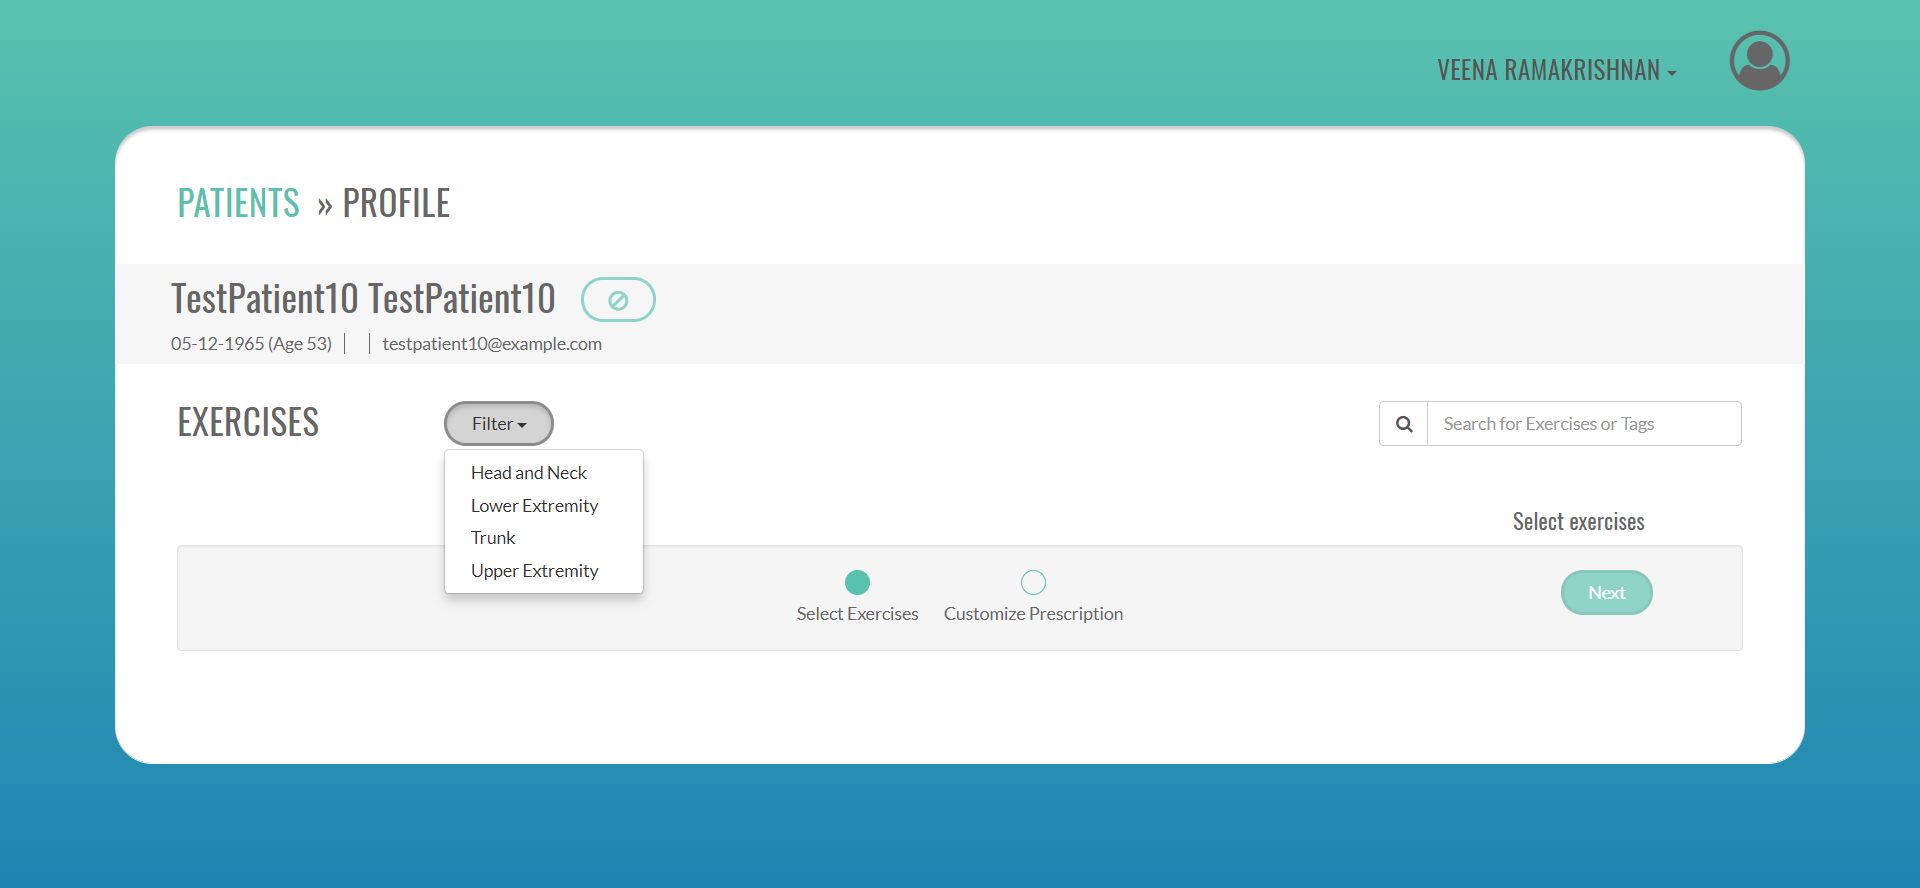 VEENA RAMAKRISHNAN
PATIENTS » PROFILE
TestPatient10 TestPatient10
05-12-1965 (Age 53) | | testpatient10@example.com
EXERCISES
Filter
Search for Exercises or Tags
Head and Neck
Lower Extremity
Trunk
Upper Extremity
Select exercises
Select Exercises
Customize Prescription
Next